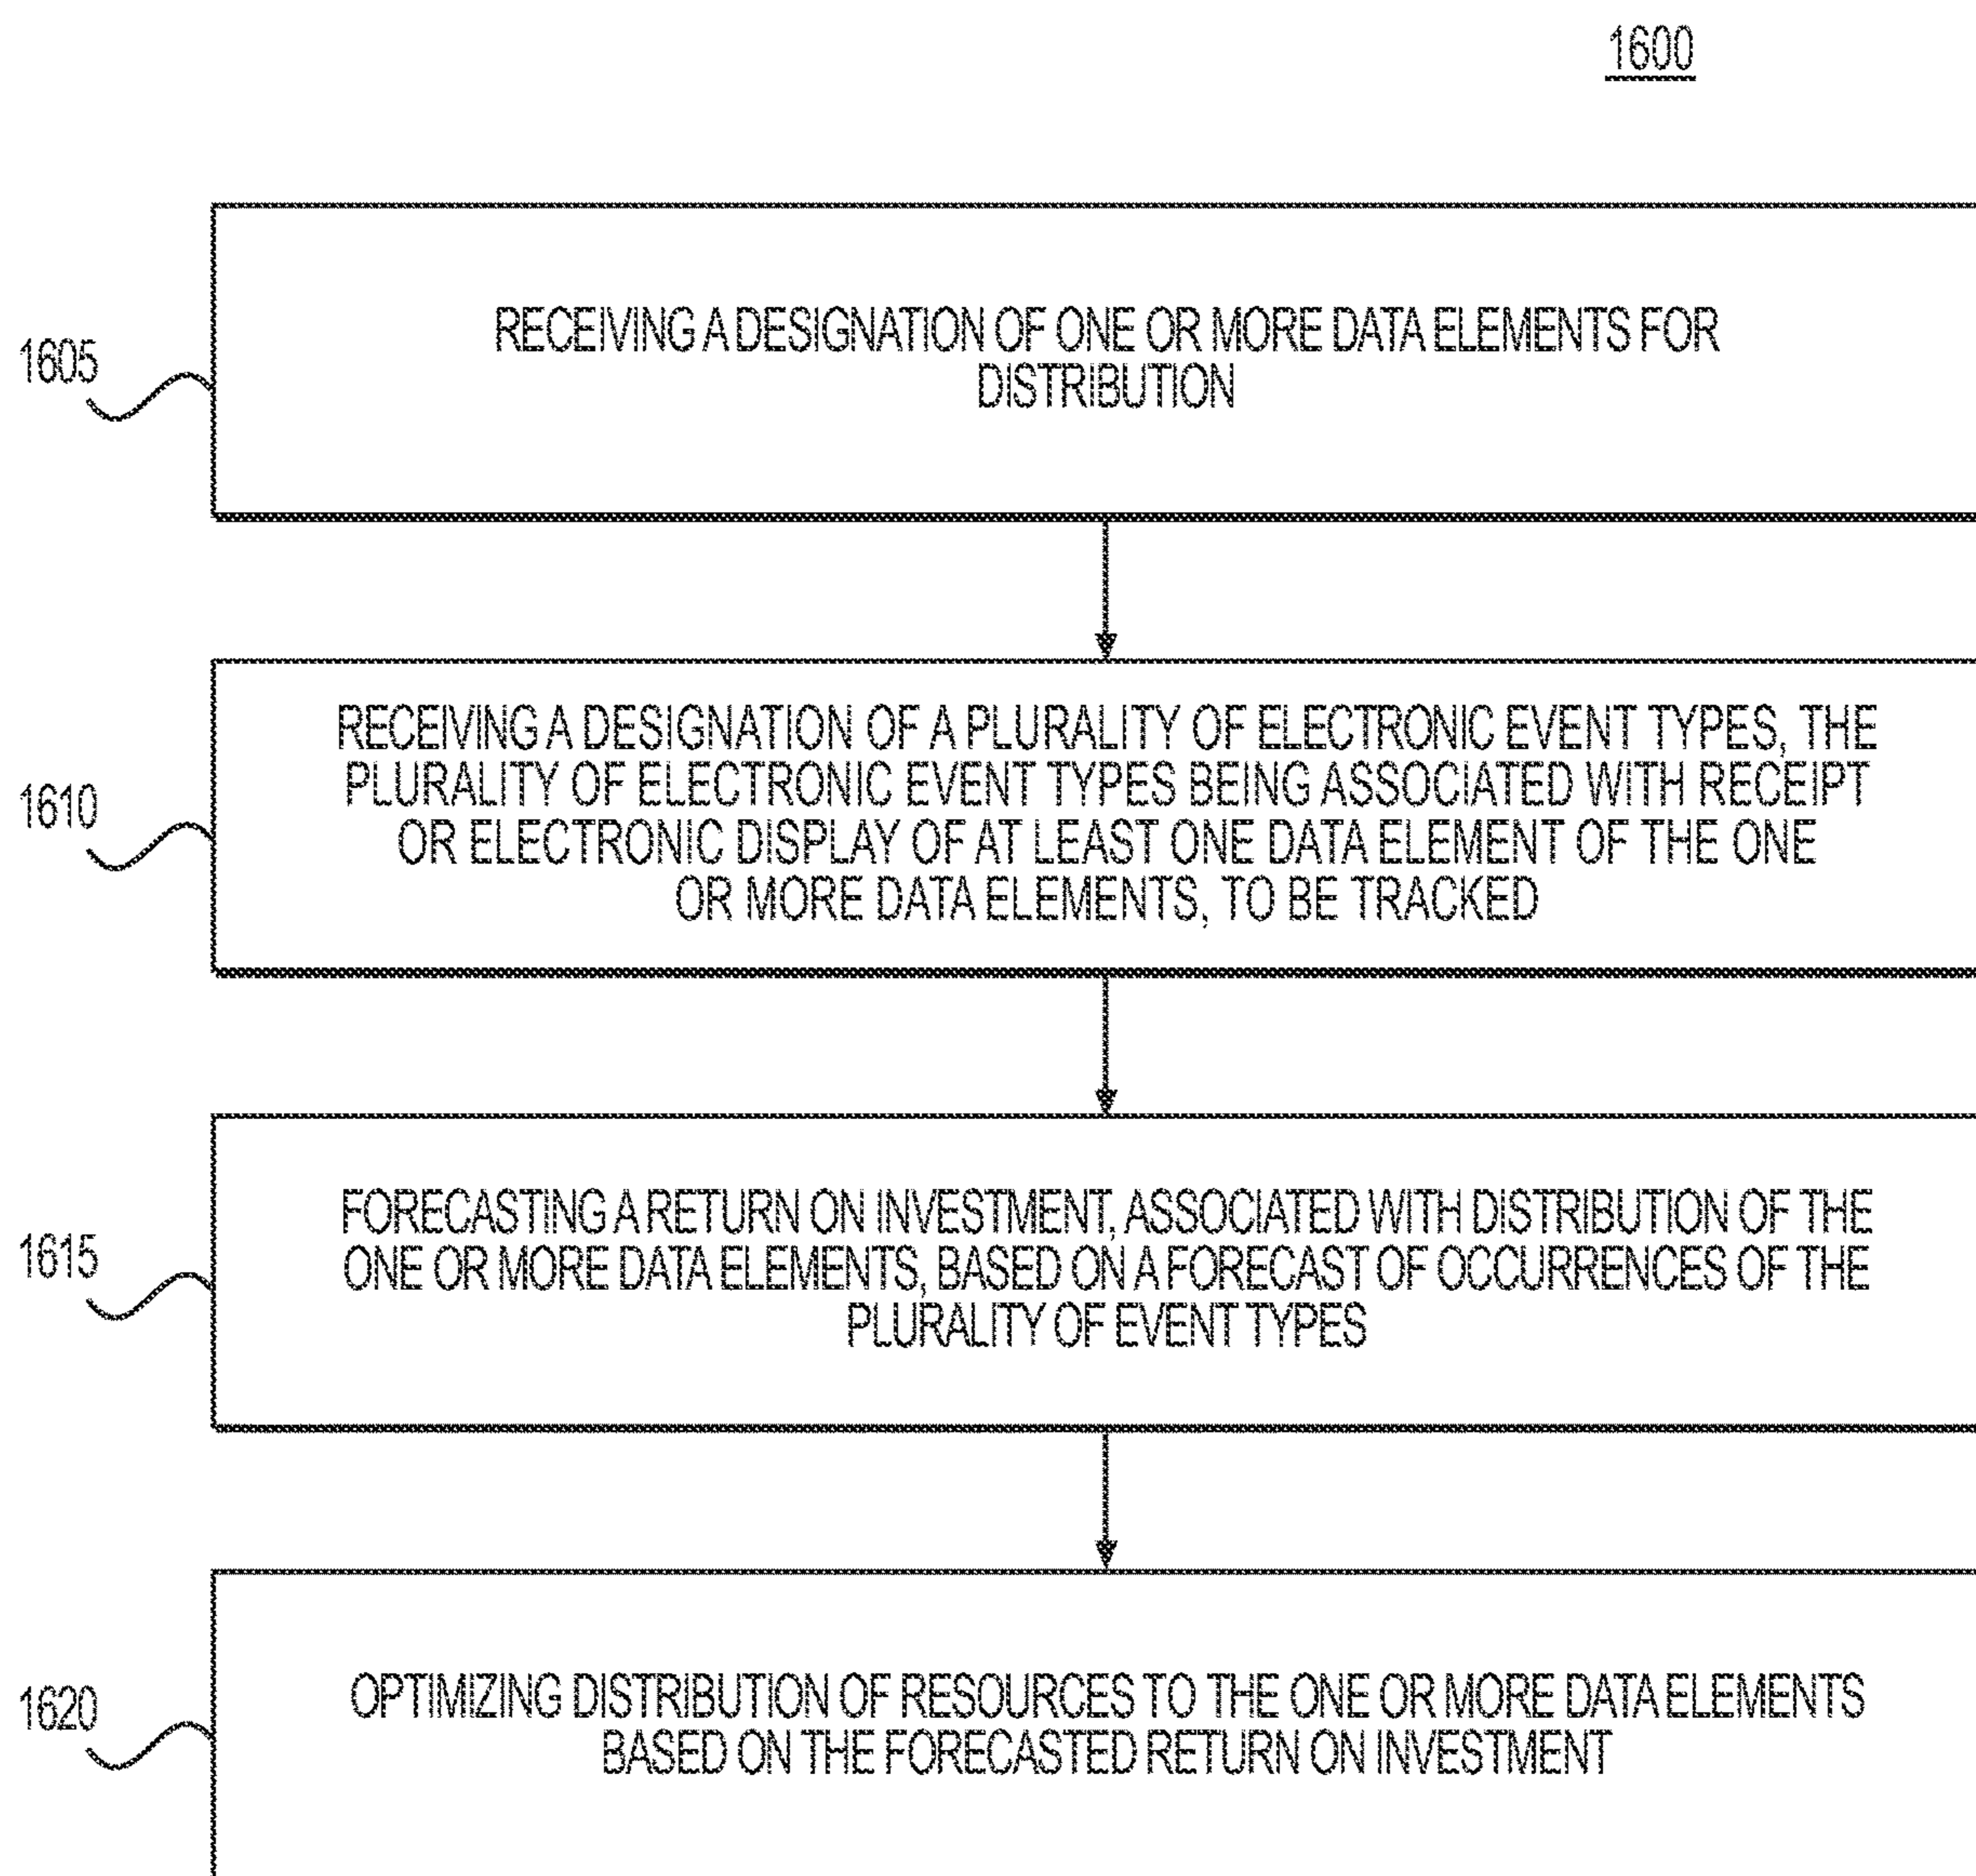 1600
1605
RECEIVING A DESIGNATION OF ONE OR MORE DATA ELEMENTS FOR
DISTRIBUTION
1610
RECEIVING A DESIGNATION OF A PLURALITY OF ELECTRONIC EVENT TYPES, THE
PLURALITY OF ELECTRONIC EVENT TYPES BEING ASSOCIATED WITH RECEIPT
OR ELECTRONIC DISPLAY OF AT LEAST ONE DATA ELEMENT OF THE ONE
OR MORE DATA ELEMENTS, TO BE TRACKED
1615
FORECASTING A RETURN ON INVESTMENT, ASSOCIATED WITH DISTRIBUTION OF THE
ONE OR MORE DATA ELEMENTS, BASED ON A FORECAST OF OCCURRENCES OF THE
PLURALITY OF EVENT TYPES
1620
OPTIMIZING DISTRIBUTION OF RESOURCES TO THE ONE OR MORE DATA ELEMENTS
BASED ON THE FORECASTED RETURN ON INVESTMENT